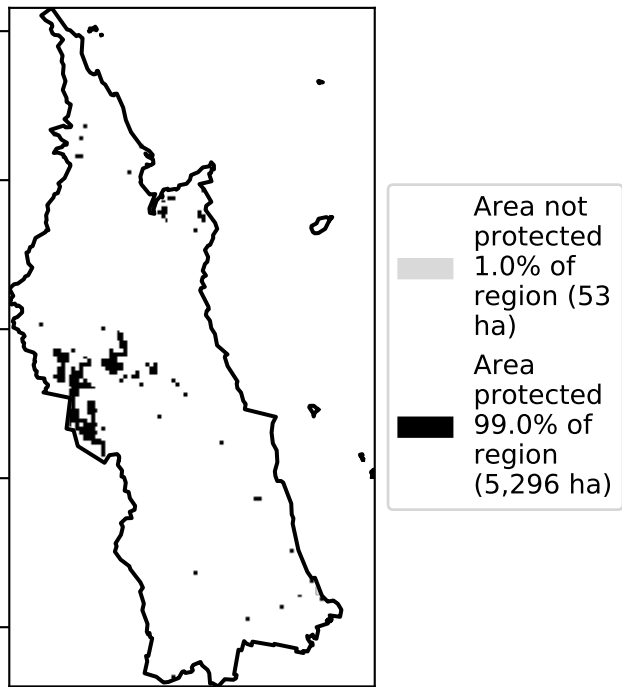 Area not
protected
1.0% of
region (53
ha)
Area
protected
99.0% of
region
(5,296 ha)